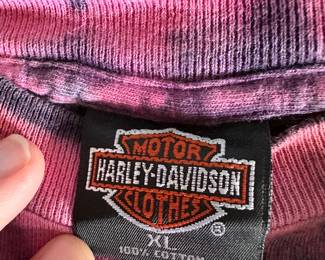 MOTOR
HARLEY-DAVIDSON
CLOTHES
®
XL
100% COTTON